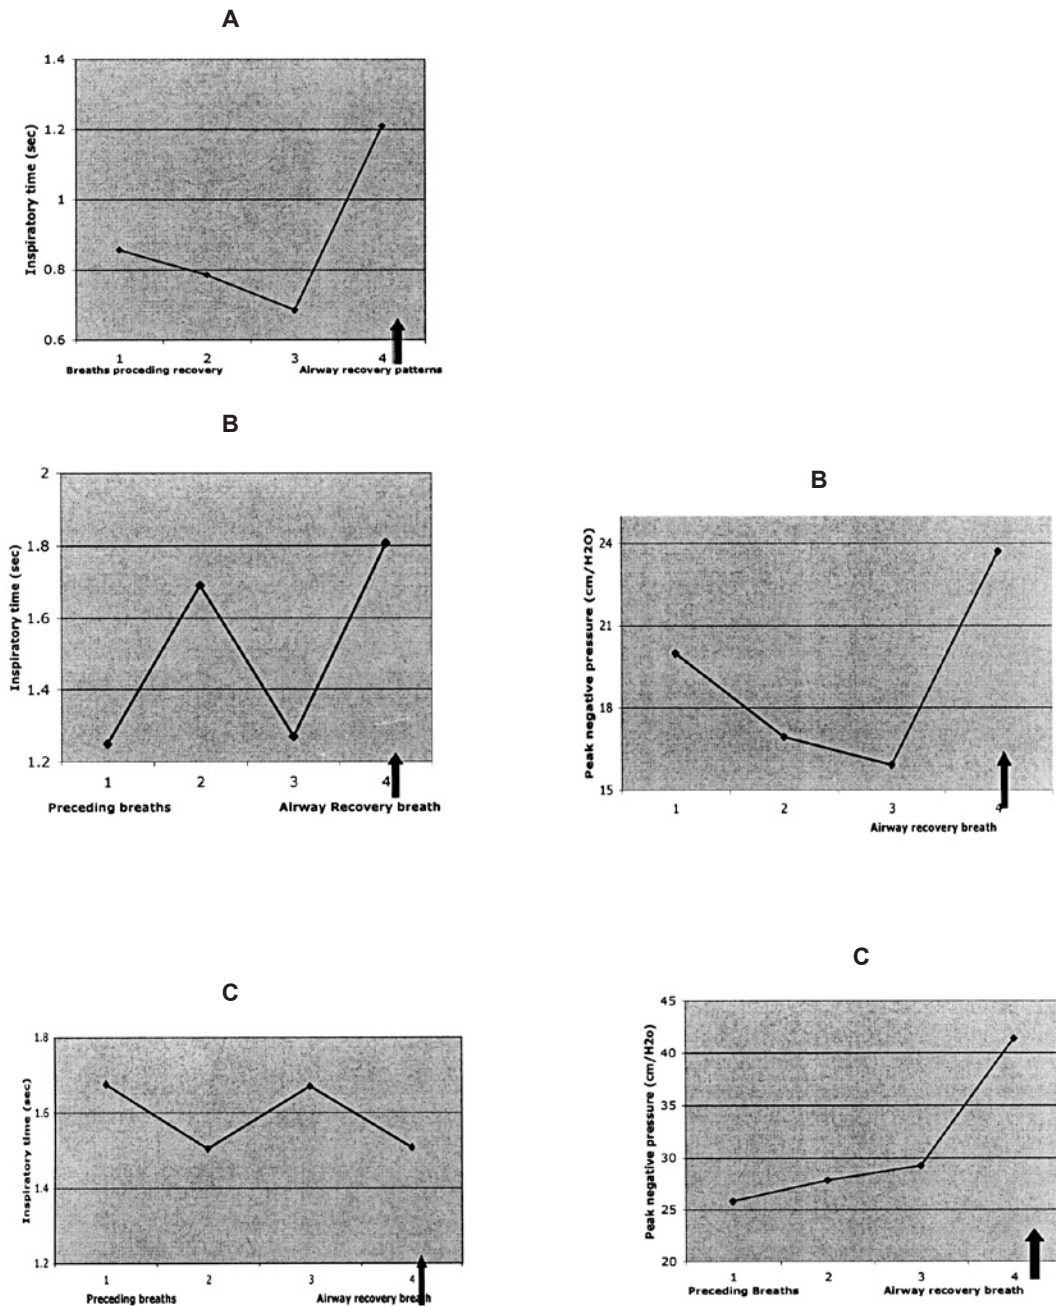 A
Inspiratory time (sec)
1.4
1.2
1
0.8
0.6
1 2 3 4
Breaths proceding recovery Airway recovery patterns
B
Inspiratory time (sec)
2
1.8
1.6
1.4
1.2
1 2 3 4
Preceding breaths Airway Recovery breath
B
Peak negative pressure (cm/H2O)
24
21
18
15
1 2 3 4
Airway recovery breath
C
Inspiratory time (sec)
1.8
1.6
1.4
1.2
1 2 3 4
Preceding breaths Airway recovery breath
C
Peak negative pressure (cm/H2o)
45
40
35
30
25
20
1 2 3 4
Preceding Breaths Airway recovery breath